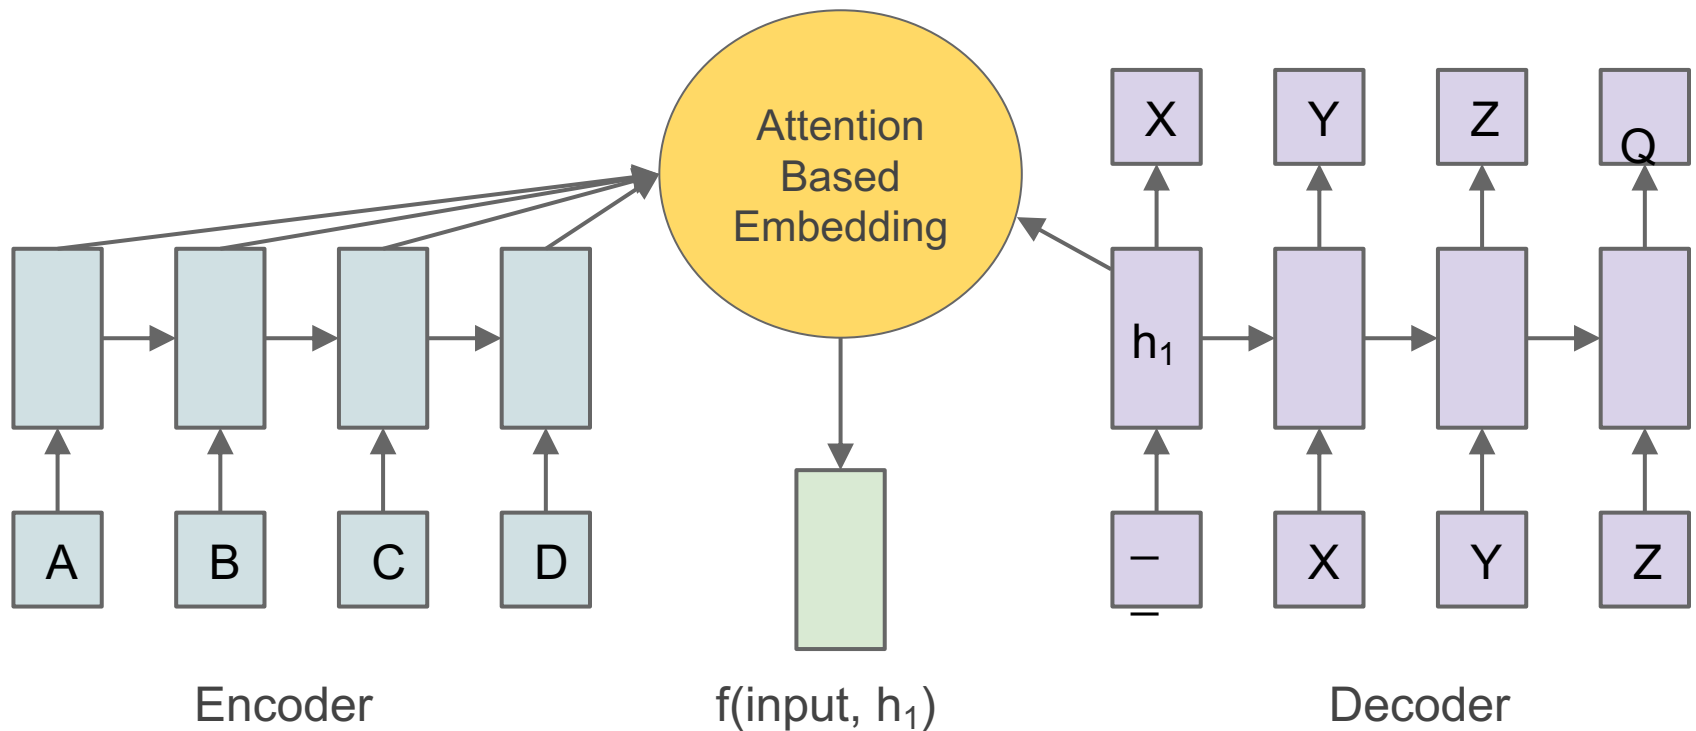 Attention
Based
Embedding
X
Y
Z
Q
h₁
A
B
C
D
_
_
X
Y
Z
Encoder
f(input, h₁)
Decoder